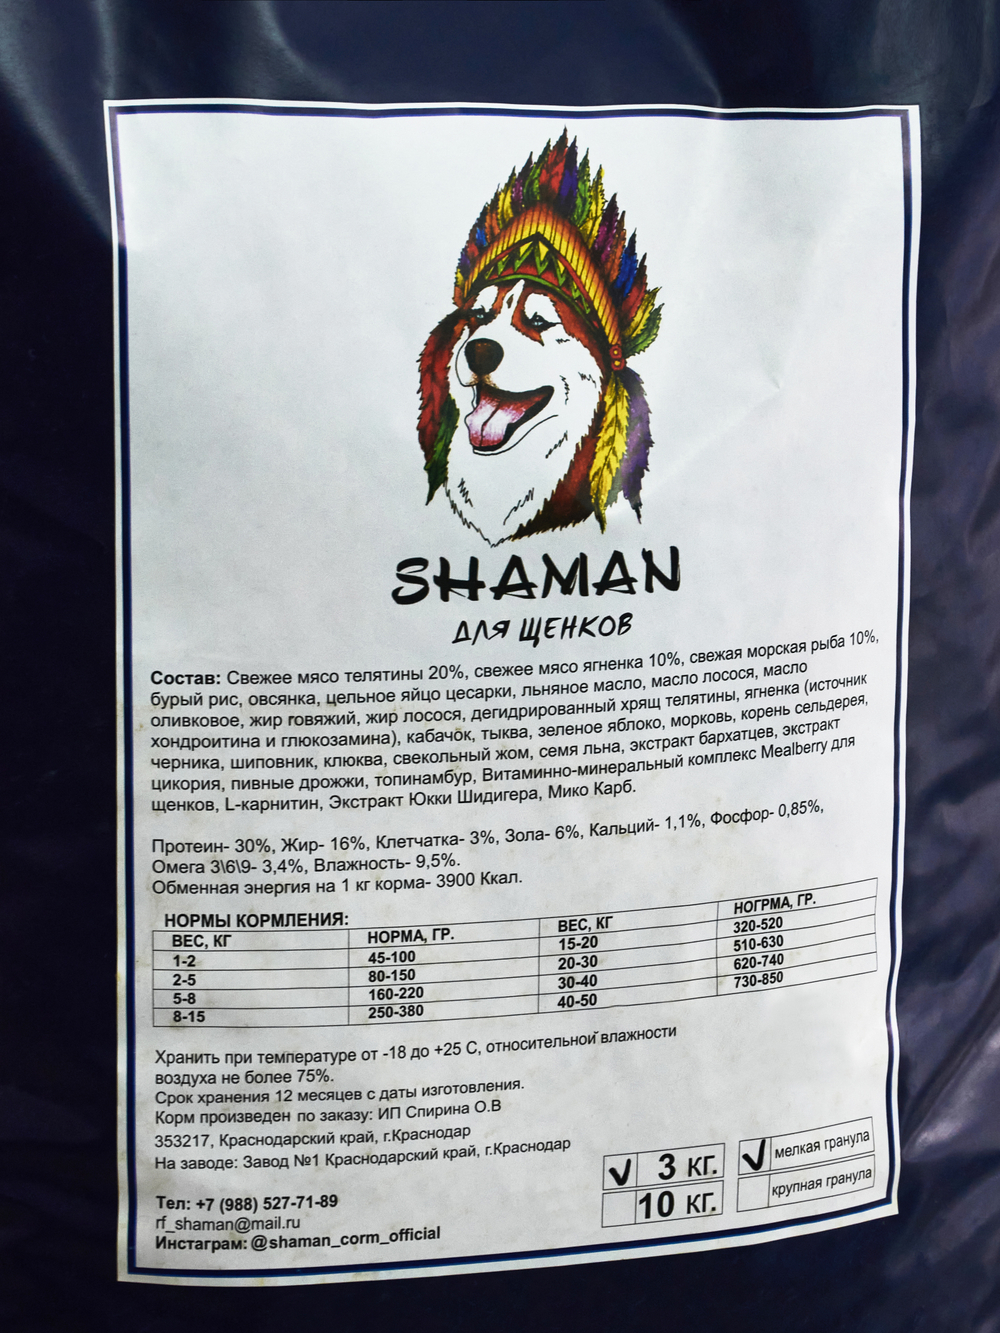 SHAMAN
ДЛЯ ЩЕНКОВ
Состав: Свежее мясо телятины 20%, свежее мясо ягненка 10%, свежая морская рыба 10%,
бурый рис, овсянка, цельное яйцо цесарки, льняное масло, масло лосося, масло
оливковое, жир говяжий, жир лосося, дегидрированный хрящ телятины, ягненка (источник
хондроитина и глюкозамина), кабачок, тыква, зеленое яблоко, морковь, корень сельдерея,
черника, шиповник, клюква, свекольный жом, семя льна, экстракт бархатцев, экстракт
цикория, пивные дрожжи, топинамбур, Витаминно-минеральный комплекс Mealberry для
щенков, L-карнитин, Экстракт Юкки Шидигера, Мико Карб.
Протеин- 30%, Жир- 16%, Клетчатка- 3%, Зола- 6%, Кальций- 1,1%, Фосфор- 0,85%,
Омега 3\6\9- 3,4%, Влажность- 9,5%.
Обменная энергия на 1 кг корма- 3900 Ккал.
НОРМЫ КОРМЛЕНИЯ:
ВЕС, КГ НОРМА, ГР. ВЕС, КГ НОГРМА, ГР.
1-2 45-100 15-20 320-520
2-5 80-150 20-30 510-630
5-8 160-220 30-40 620-740
8-15 250-380 40-50 730-850
Хранить при температуре от -18 до +25 С, относительной влажности
воздуха не более 75%.
Срок хранения 12 месяцев с даты изготовления.
Корм произведен по заказу: ИП Спирина О.В
353217, Краснодарский край, г.Краснодар
На заводе: Завод №1 Краснодарский край, г.Краснодар
Тел: +7 (988) 527-71-89
rf_shaman@mail.ru
Инстаграм: @shaman_corm_official
3 кг.
10 кг.
мелкая гранула
крупная гранула